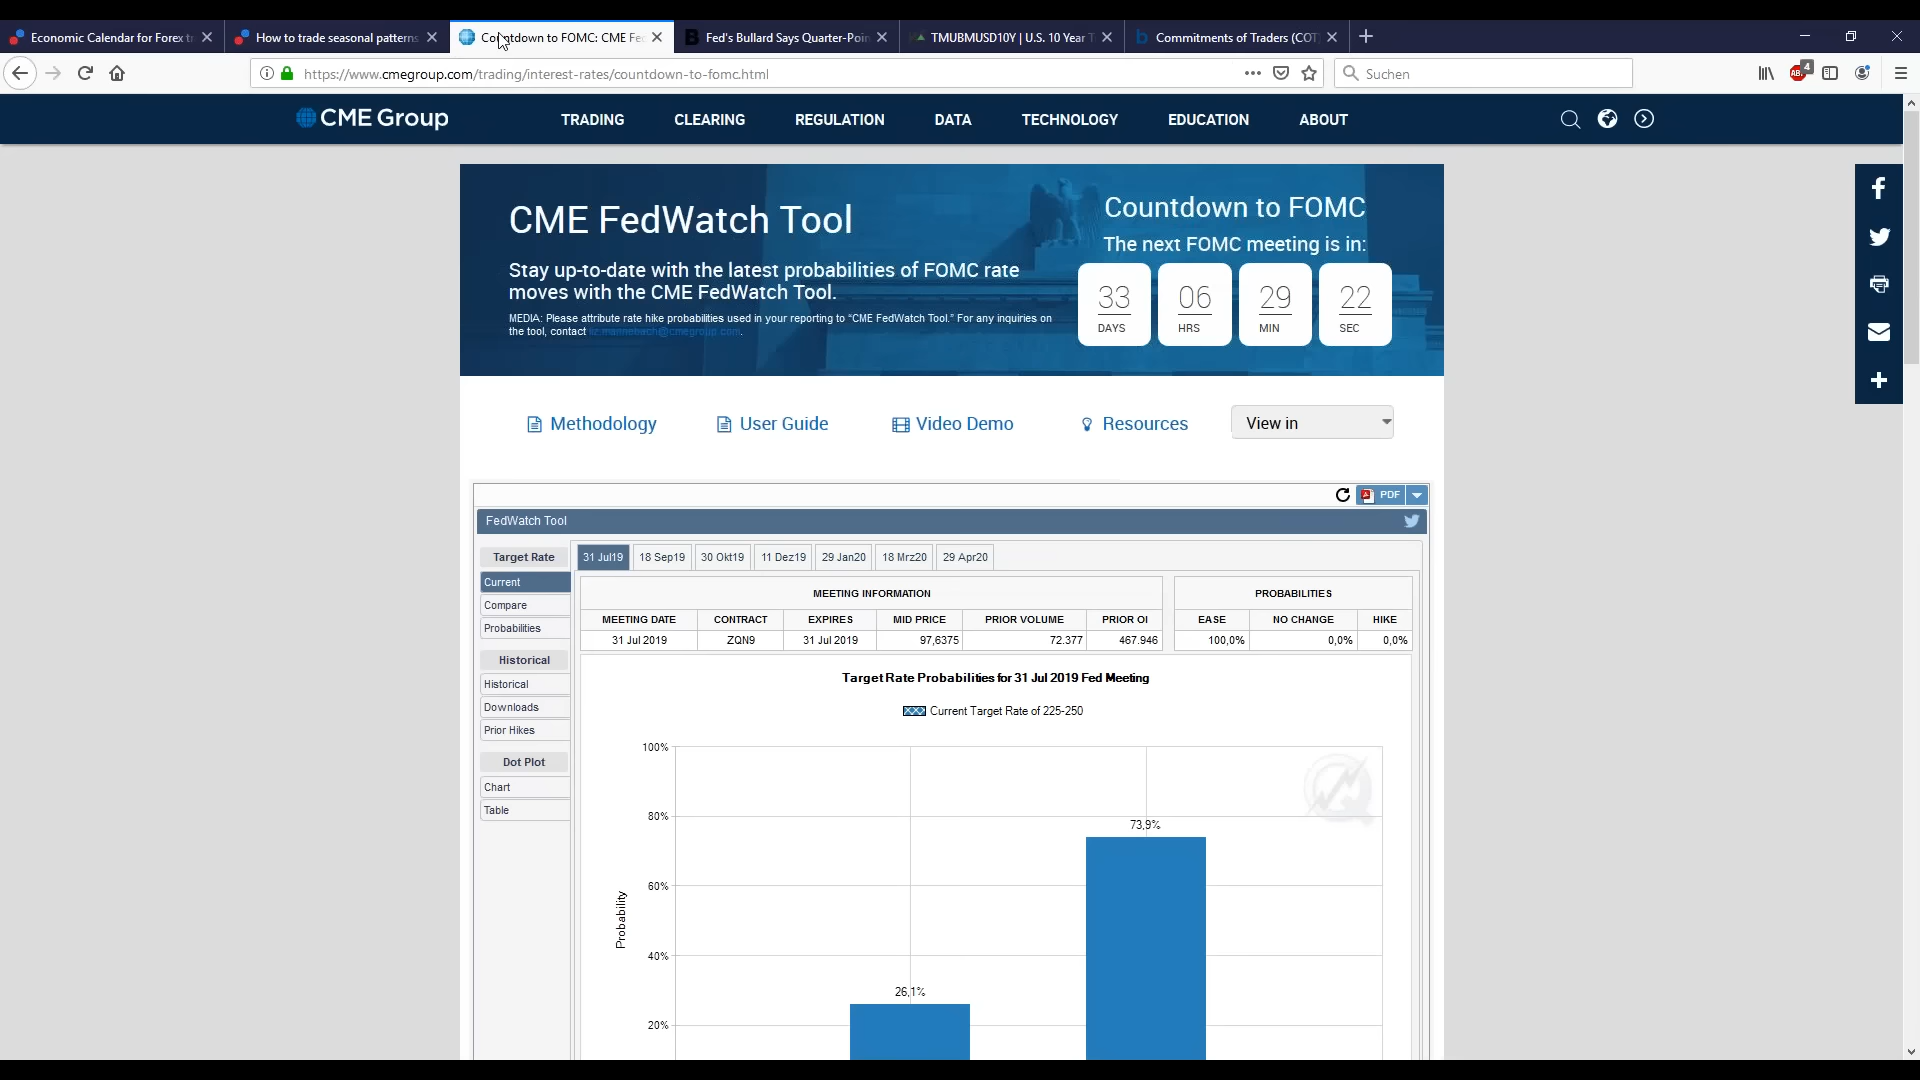 Economic Calendar for Forex t
How to trade seasonal patterns
Countdown to FOMC: CME Fe
Fed's Bullard Says Quarter-Poin
TMUBMUSD10Y | U.S. 10 Year T
Commitments of Traders (COT
https://www.cmegroup.com/trading/interest-rates/countdown-to-fomc.html
Suchen
4
CME Group
TRADING
CLEARING
REGULATION
DATA
TECHNOLOGY
EDUCATION
ABOUT
CME FedWatch Tool
Stay up-to-date with the latest probabilities of FOMC rate
moves with the CME FedWatch Tool.
MEDIA: Please attribute rate hike probabilities used in your reporting to “CME FedWatch Tool.” For any inquiries on
the tool, contact
Countdown to FOMC
The next FOMC meeting is in:
33 06 29 22
DAYS HRS MIN SEC
Methodology
User Guide
Video Demo
Resources
View in
PDF
FedWatch Tool
Target Rate
Current
Compare
Probabilities
Historical
Historical
Downloads
Prior Hikes
Dot Plot
Chart
Table
31 Jul19 18 Sep19 30 Okt19 11 Dez19 29 Jan20 18 Mrz20 29 Apr20
MEETING INFORMATION
MEETING DATE CONTRACT EXPIRES MID PRICE PRIOR VOLUME PRIOR OI
31 Jul 2019 ZQN9 31 Jul 2019 97,6375 72.377 467.946
PROBABILITIES
EASE NO CHANGE HIKE
100,0% 0,0% 0,0%
Target Rate Probabilities for 31 Jul 2019 Fed Meeting
Current Target Rate of 225-250
Probability
100%
80%
60%
40%
20%
73,9%
26,1%